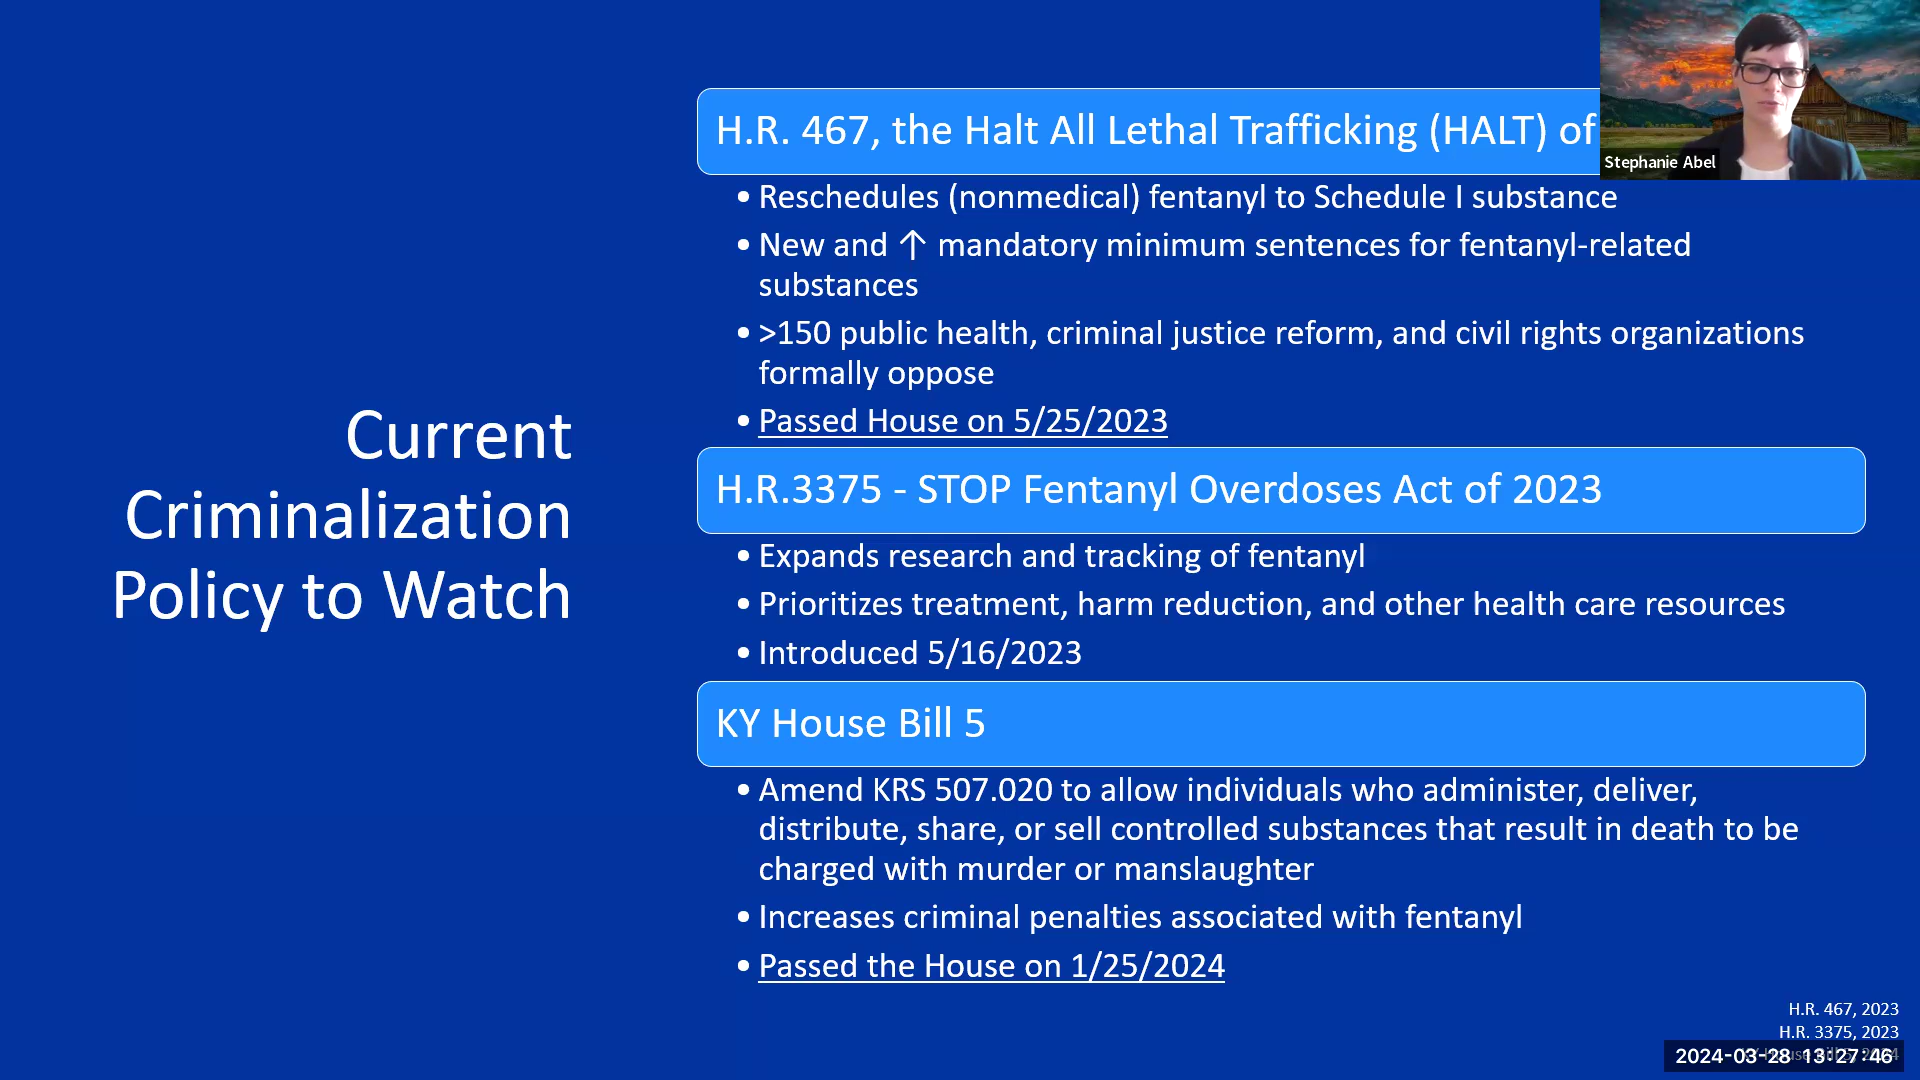 Current
Criminalization
Policy to Watch
H.R. 467, the Halt All Lethal Trafficking (HALT) of
• Reschedules (nonmedical) fentanyl to Schedule I substance
• New and ↑ mandatory minimum sentences for fentanyl-related
substances
• >150 public health, criminal justice reform, and civil rights organizations
formally oppose
• Passed House on 5/25/2023
H.R.3375 - STOP Fentanyl Overdoses Act of 2023
• Expands research and tracking of fentanyl
• Prioritizes treatment, harm reduction, and other health care resources
• Introduced 5/16/2023
KY House Bill 5
• Amend KRS 507.020 to allow individuals who administer, deliver,
distribute, share, or sell controlled substances that result in death to be
charged with murder or manslaughter
• Increases criminal penalties associated with fentanyl
• Passed the House on 1/25/2024
Stephanie Abel
H.R. 467, 2023
H.R. 3375, 2023
2024-03-28 13:27:46